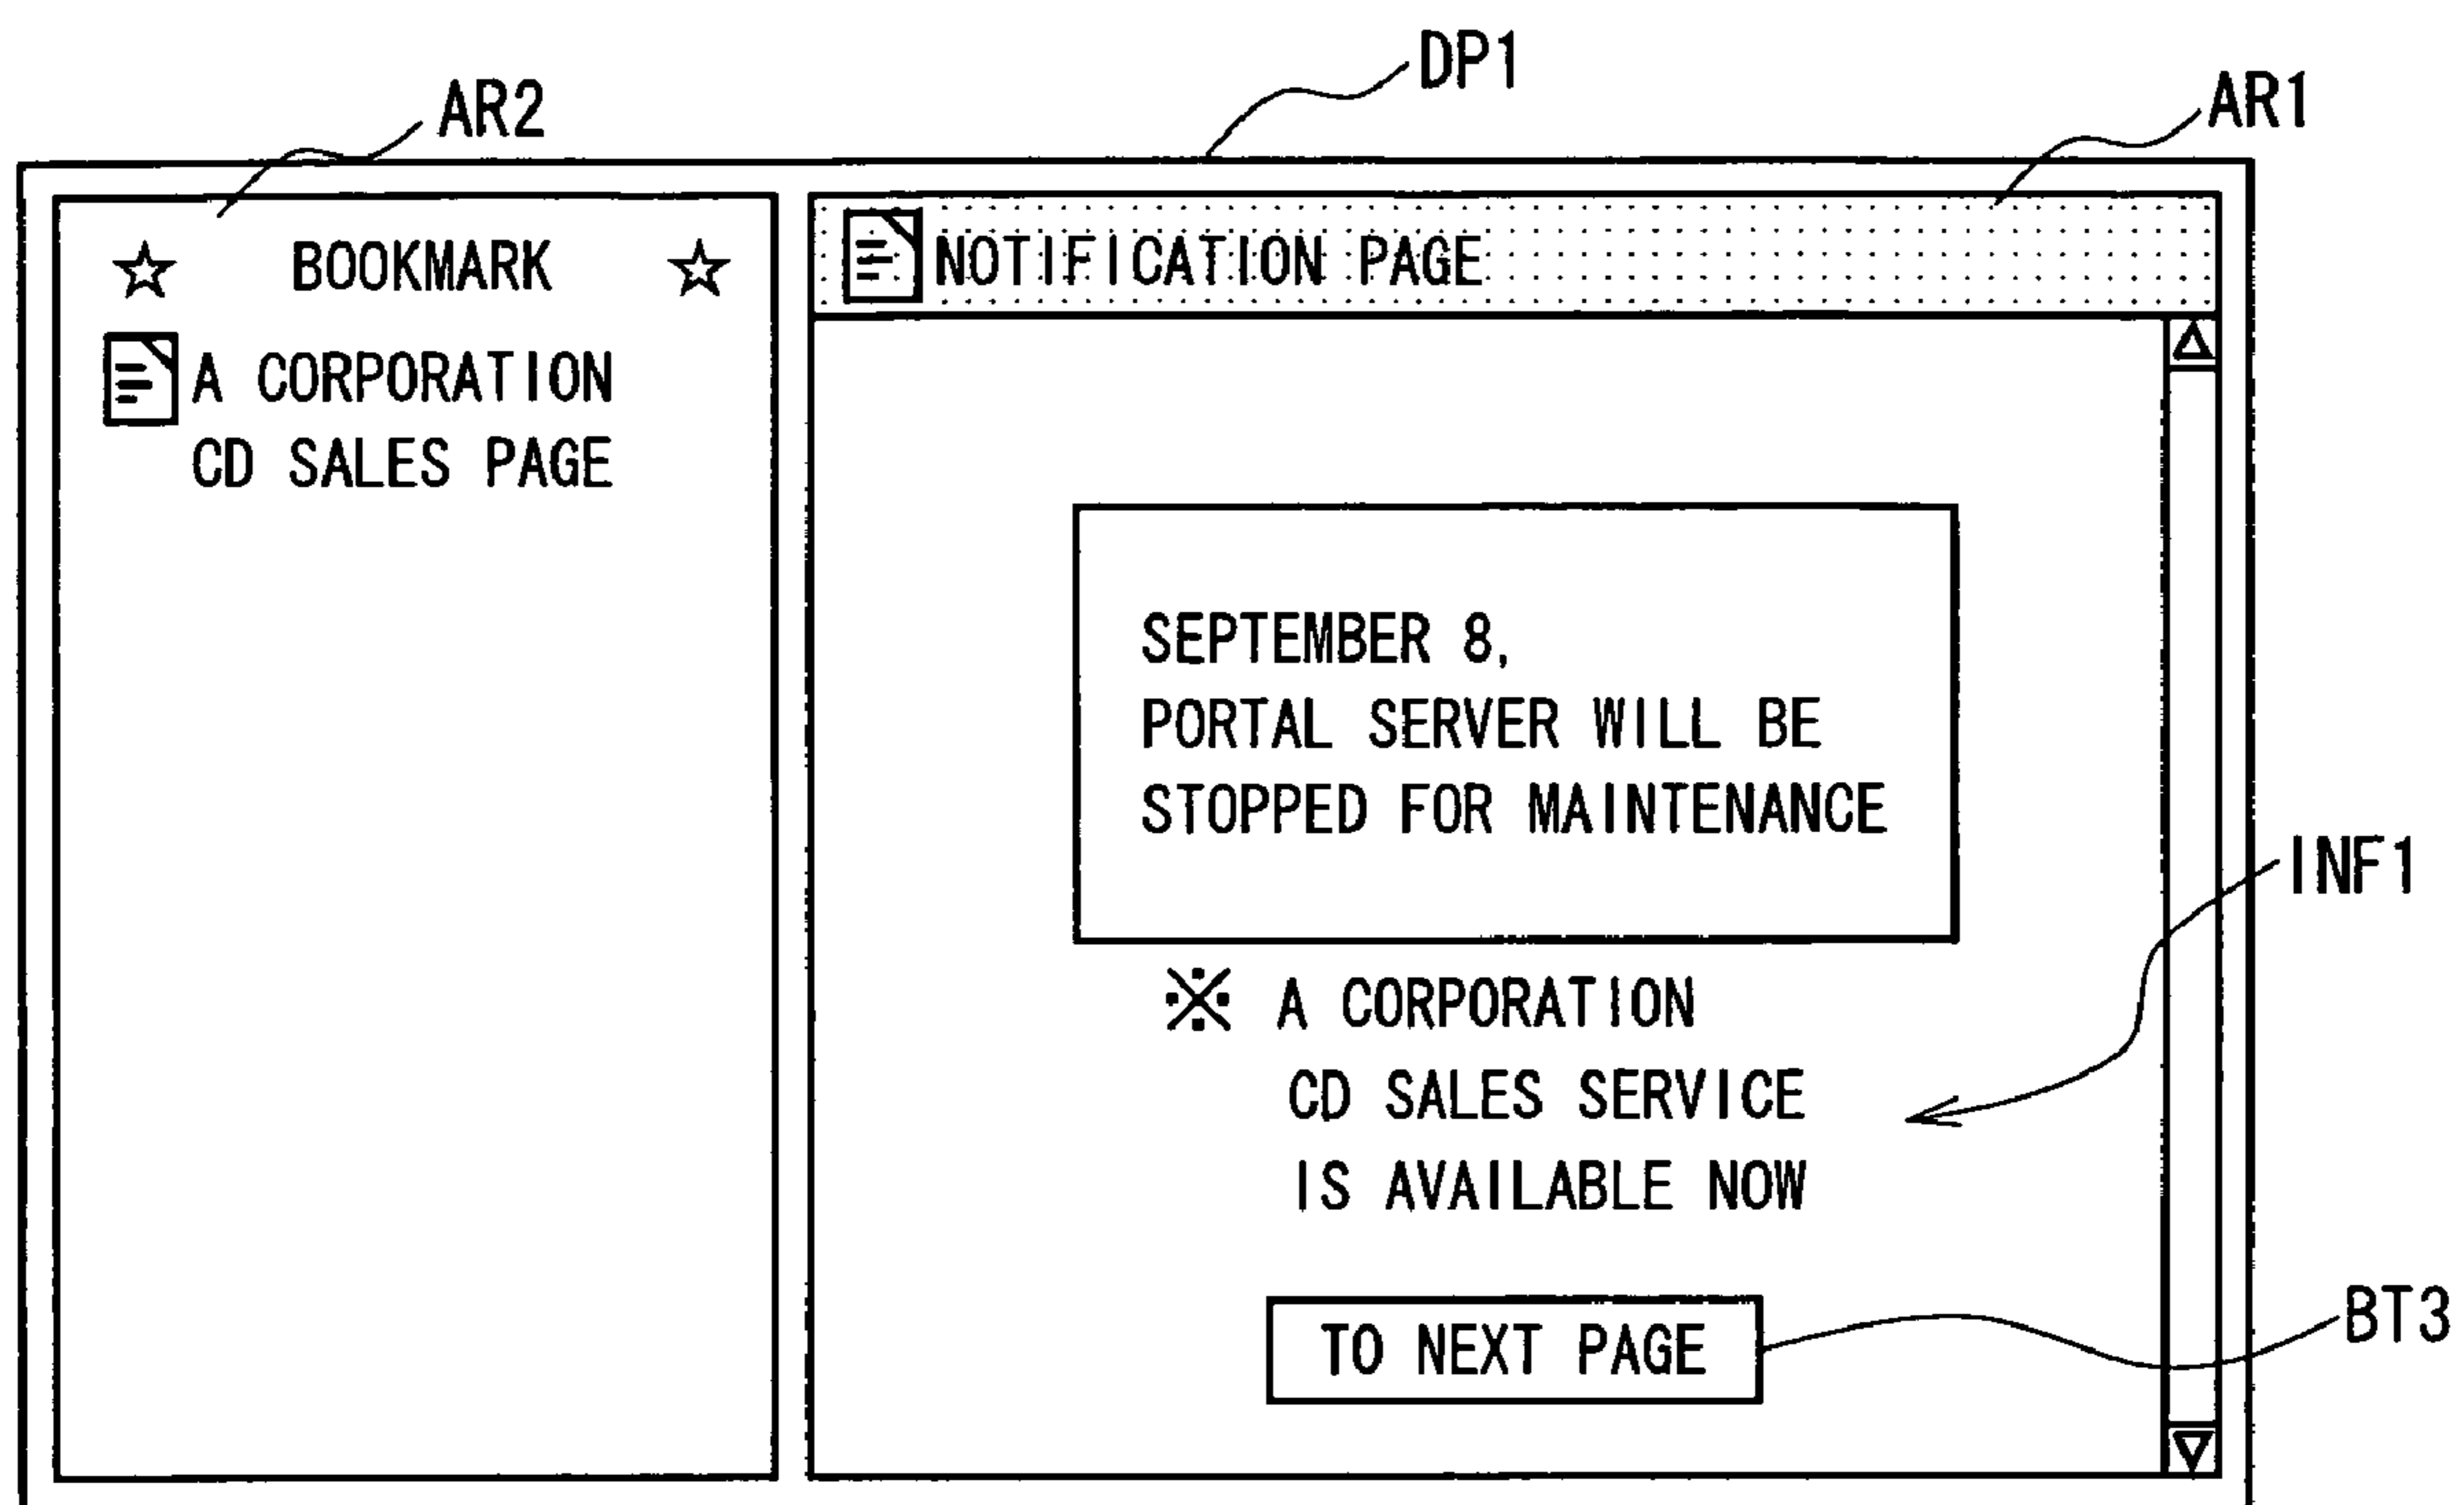 DP1
AR2
AR1
☆ BOOKMARK ☆
A CORPORATION
CD SALES PAGE
NOTIFICATION PAGE
SEPTEMBER 8,
PORTAL SERVER WILL BE
STOPPED FOR MAINTENANCE
INF1
※ A CORPORATION
CD SALES SERVICE
IS AVAILABLE NOW
TO NEXT PAGE
BT3